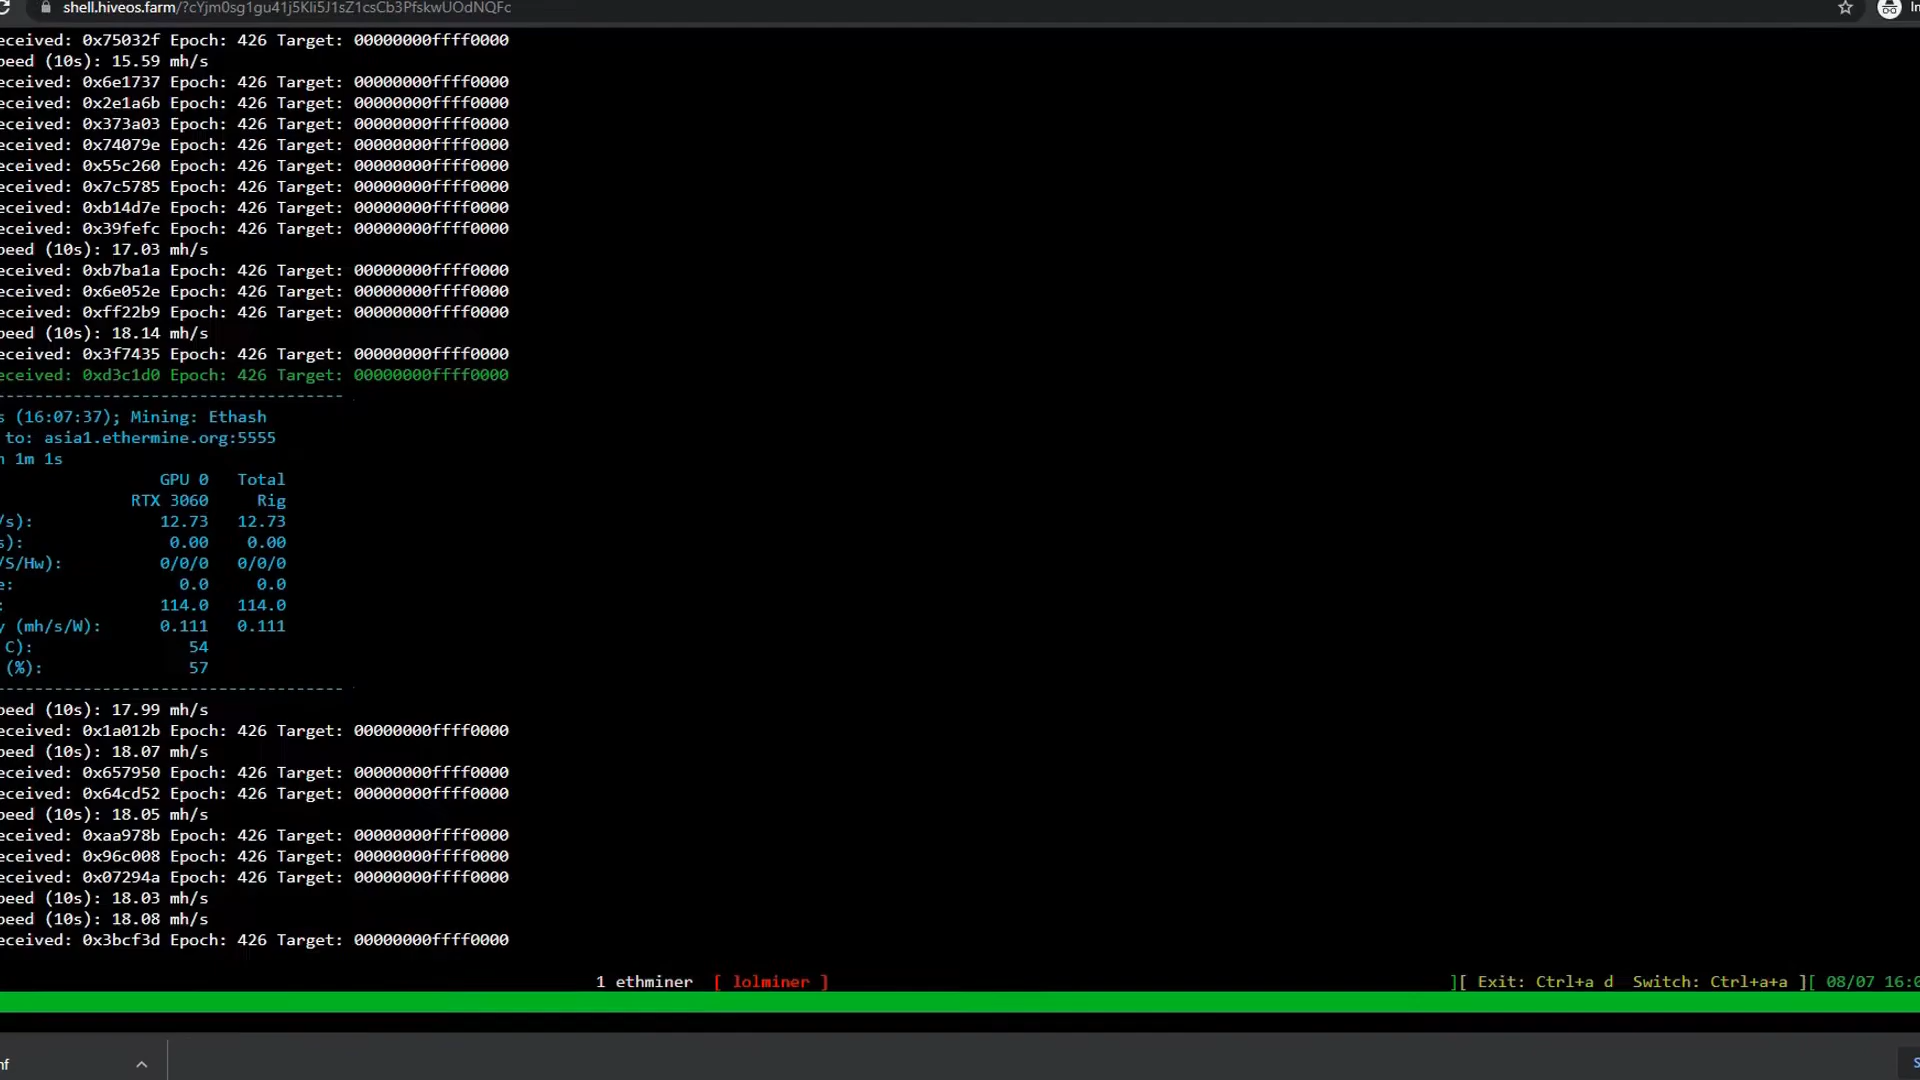 shell.hiveos.farm/?cYjm0sg1gu41j5Kli5J1sZ1csCb3PfskwUOdNQFc
eceived: 0x75032f Epoch: 426 Target: 00000000ffff0000
peed (10s): 15.59 mh/s
eceived: 0x6e1737 Epoch: 426 Target: 00000000ffff0000
eceived: 0x2e1a6b Epoch: 426 Target: 00000000ffff0000
eceived: 0x373a03 Epoch: 426 Target: 00000000ffff0000
eceived: 0x74079e Epoch: 426 Target: 00000000ffff0000
eceived: 0x55c260 Epoch: 426 Target: 00000000ffff0000
eceived: 0x7c5785 Epoch: 426 Target: 00000000ffff0000
eceived: 0xb14d7e Epoch: 426 Target: 00000000ffff0000
eceived: 0x39fefc Epoch: 426 Target: 00000000ffff0000
peed (10s): 17.03 mh/s
eceived: 0xb7ba1a Epoch: 426 Target: 00000000ffff0000
eceived: 0x6e052e Epoch: 426 Target: 00000000ffff0000
eceived: 0xff22b9 Epoch: 426 Target: 00000000ffff0000
peed (10s): 18.14 mh/s
eceived: 0x3f7435 Epoch: 426 Target: 00000000ffff0000
eceived: 0xd3c1d0 Epoch: 426 Target: 00000000ffff0000
------------------------------------
s (16:07:37); Mining: Ethash
to: asia1.ethermine.org:5555
n 1m 1s
GPU 0 Total
RTX 3060 Rig
/s): 12.73 12.73
s): 0.00 0.00
/S/Hw): 0/0/0 0/0/0
e: 0.0 0.0
: 114.0 114.0
y (mh/s/W): 0.111 0.111
C): 54
(%): 57
------------------------------------
peed (10s): 17.99 mh/s
eceived: 0x1a012b Epoch: 426 Target: 00000000ffff0000
peed (10s): 18.07 mh/s
eceived: 0x657950 Epoch: 426 Target: 00000000ffff0000
eceived: 0x64cd52 Epoch: 426 Target: 00000000ffff0000
peed (10s): 18.05 mh/s
eceived: 0xaa978b Epoch: 426 Target: 00000000ffff0000
eceived: 0x96c008 Epoch: 426 Target: 00000000ffff0000
eceived: 0x07294a Epoch: 426 Target: 00000000ffff0000
peed (10s): 18.03 mh/s
peed (10s): 18.08 mh/s
eceived: 0x3bcf3d Epoch: 426 Target: 00000000ffff0000
1 ethminer [ lolminer ] ][ Exit: Ctrl+a d Switch: Ctrl+a+a ][ 08/07 16:0
nf